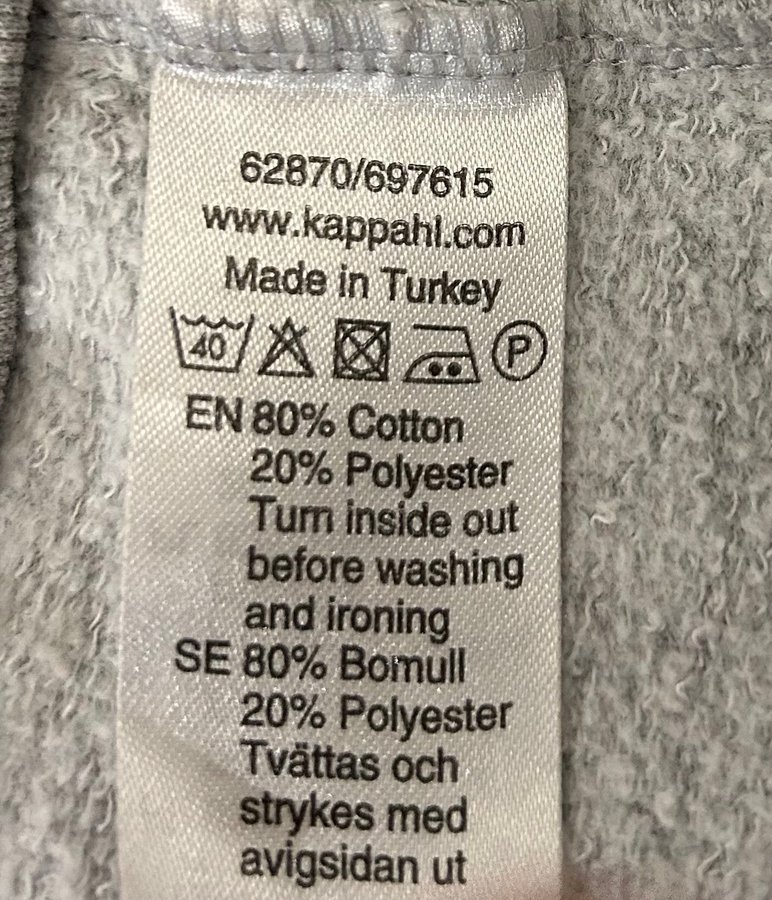 62870/697615
www.kappahl.com
Made in Turkey
40 P
EN 80% Cotton
20% Polyester
Turn inside out
before washing
and ironing
SE 80% Bomull
20% Polyester
Tvättas och
strykes med
avigsidan ut